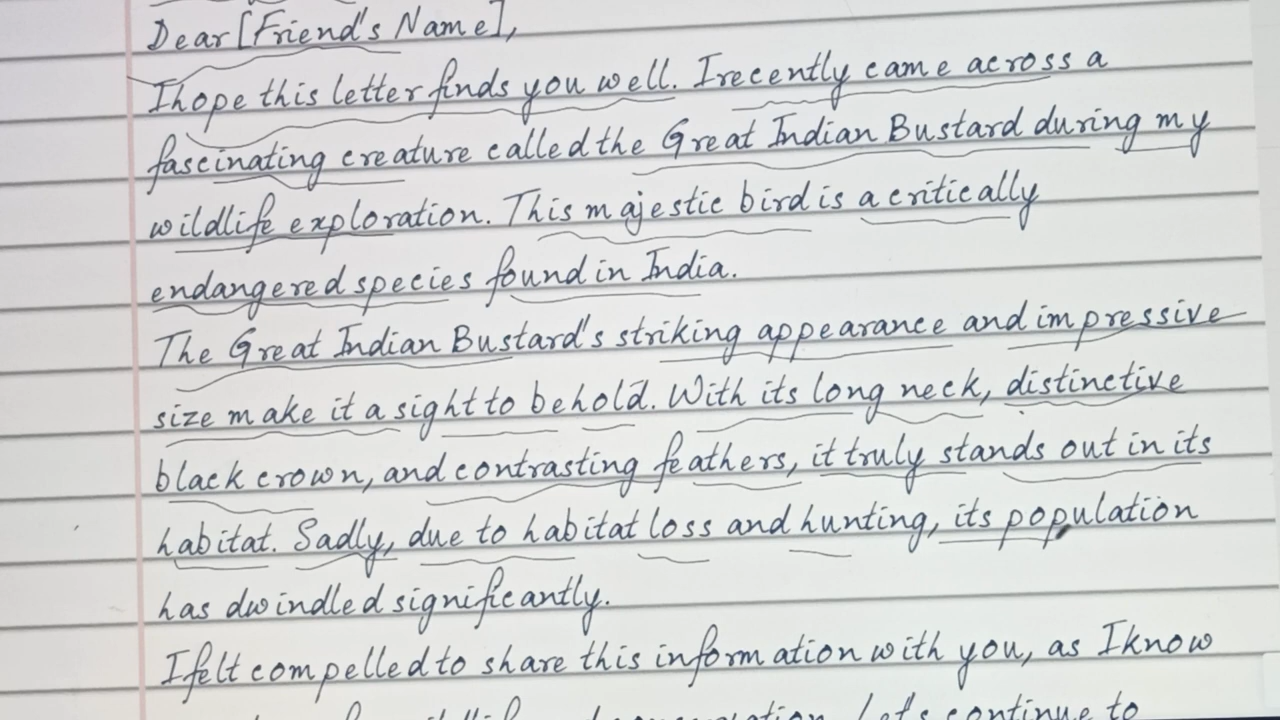 Dear [Friend's Name],
I hope this letter finds you well. I recently came across a
fascinating creature called the Great Indian Bustard during my
wildlife exploration. This majestic bird is a critically
endangered species found in India.
The Great Indian Bustard's striking appearance and impressive
size make it a sight to behold. With its long neck, distinctive
black crown, and contrasting feathers, it truly stands out in its
habitat. Sadly, due to habitat loss and hunting, its population
has dwindled significantly.
I felt compelled to share this information with you, as I know
Let's continue to